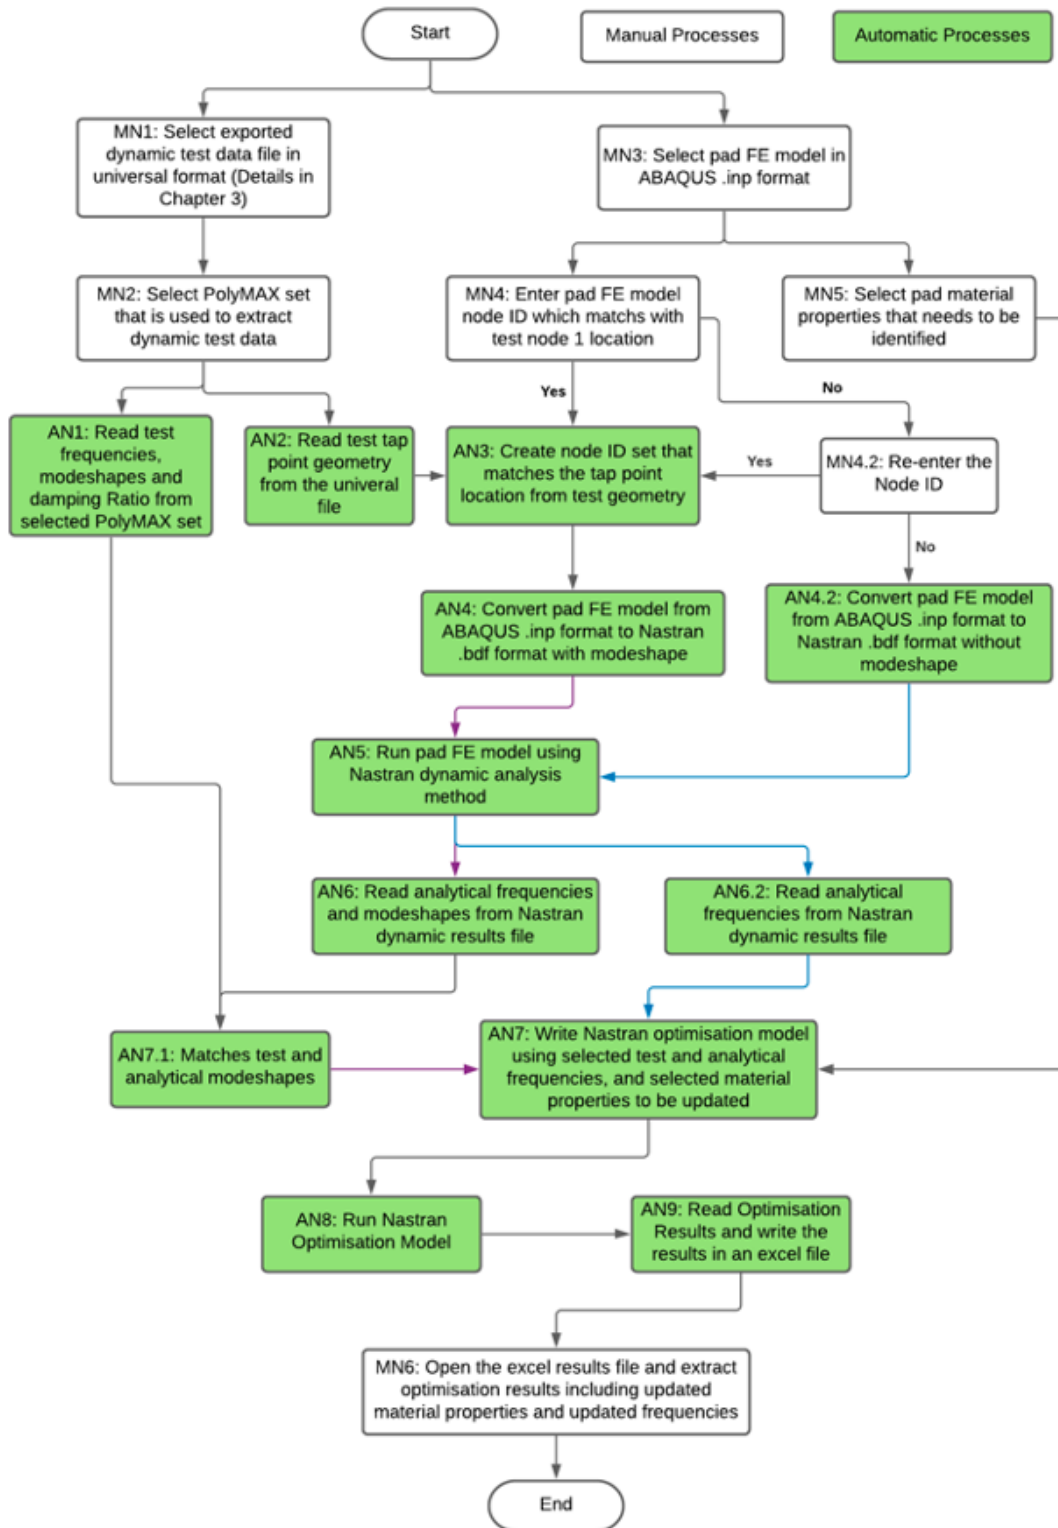 Start
Manual Processes
Automatic Processes
MN1: Select exported
dynamic test data file in
universal format (Details in
Chapter 3)
MN3: Select pad FE model in
ABAQUS .inp format
MN2: Select PolyMAX set
that is used to extract
dynamic test data
MN4: Enter pad FE model
node ID which matchs with
test node 1 location
MN5: Select pad material
properties that needs to be
identified
Yes
No
AN1: Read test
frequencies,
modeshapes and
damping Ratio from
selected PolyMAX set
AN2: Read test tap
point geometry
from the univeral
file
AN3: Create node ID set that
matches the tap point
location from test geometry
Yes
MN4.2: Re-enter the
Node ID
No
AN4: Convert pad FE model from
ABAQUS .inp format to Nastran
.bdf format with modeshape
AN4.2: Convert pad FE model
from ABAQUS .inp format to
Nastran .bdf format without
modeshape
AN5: Run pad FE model using
Nastran dynamic analysis
method
AN6: Read analytical frequencies
and modeshapes from Nastran
dynamic results file
AN6.2: Read analytical
frequencies from Nastran
dynamic results file
AN7.1: Matches test and
analytical modeshapes
AN7: Write Nastran optimisation model
using selected test and analytical
frequencies, and selected material
properties to be updated
AN8: Run Nastran
Optimisation Model
AN9: Read Optimisation
Results and write the
results in an excel file
MN6: Open the excel results file and extract
optimisation results including updated
material properties and updated frequencies
End